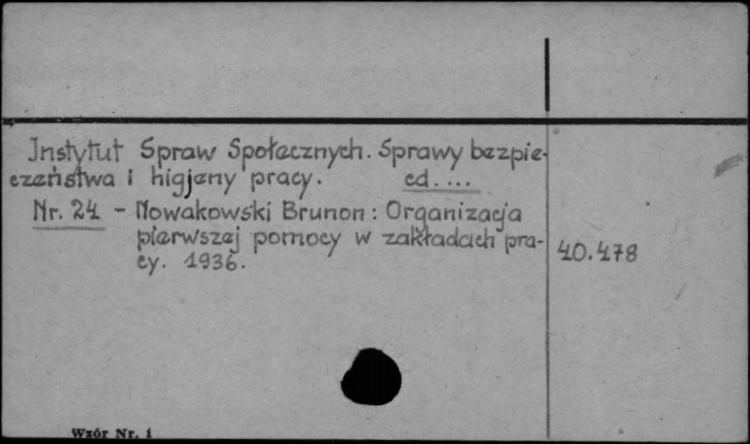 Instytut Spraw Społecznych. Sprawy bezpie-
czeństwa i higjeny pracy. cd. ...
Nr. 24 - Nowakowski Brunon: Organizacja
pierwszej pomocy w zakładach pra-
cy. 1936.
40.478
Wzór Nr. 1